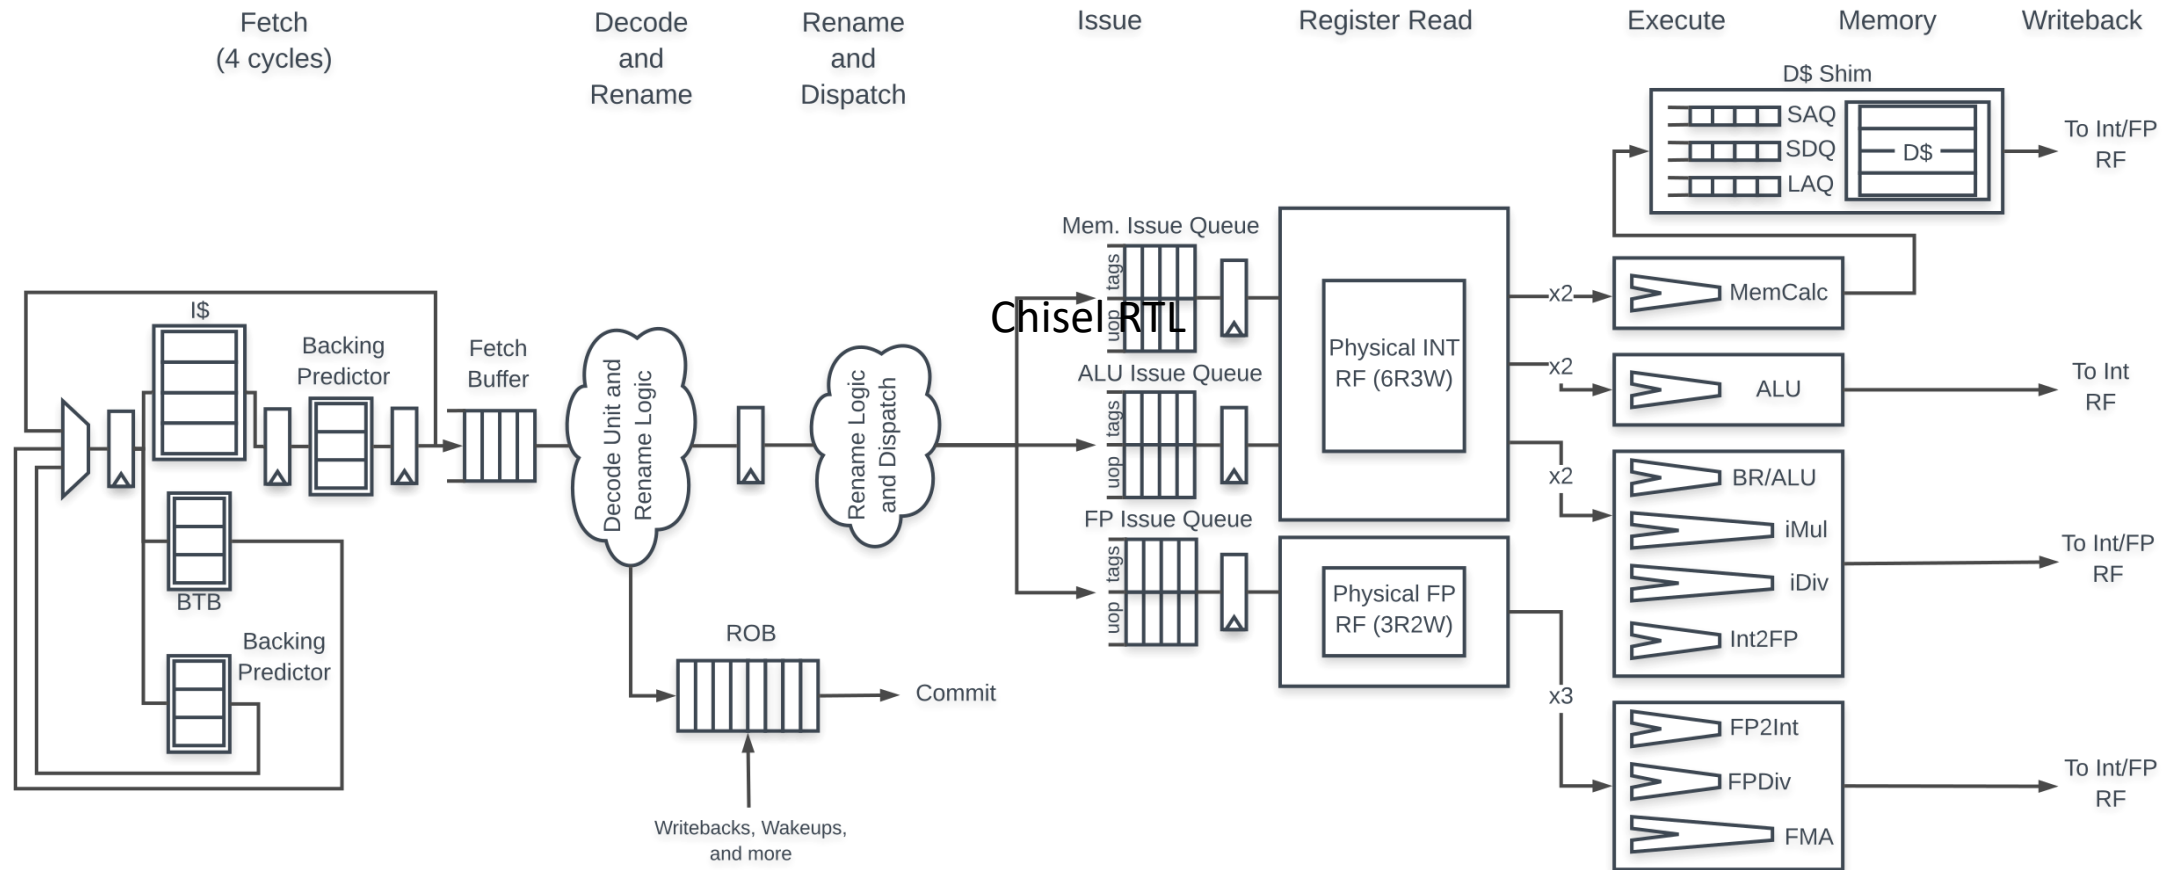 Fetch
(4 cycles)
Decode
and
Rename
Rename
and
Dispatch
Issue
Register Read
Execute
Memory
Writeback
D$ Shim
SAQ
SDQ
LAQ
D$
To Int/FP
RF
Mem. Issue Queue
tags
uop
Chisel RTL
ALU Issue Queue
tags
uop
FP Issue Queue
tags
uop
Physical INT
RF (6R3W)
Physical FP
RF (3R2W)
x2
x2
x2
x3
MemCalc
ALU
To Int
RF
BR/ALU
iMul
iDiv
Int2FP
To Int/FP
RF
FP2Int
FPDiv
FMA
To Int/FP
RF
I$
Backing
Predictor
Fetch
Buffer
Decode Unit and
Rename Logic
Rename Logic
and Dispatch
BTB
Backing
Predictor
ROB
Commit
Writebacks, Wakeups,
and more